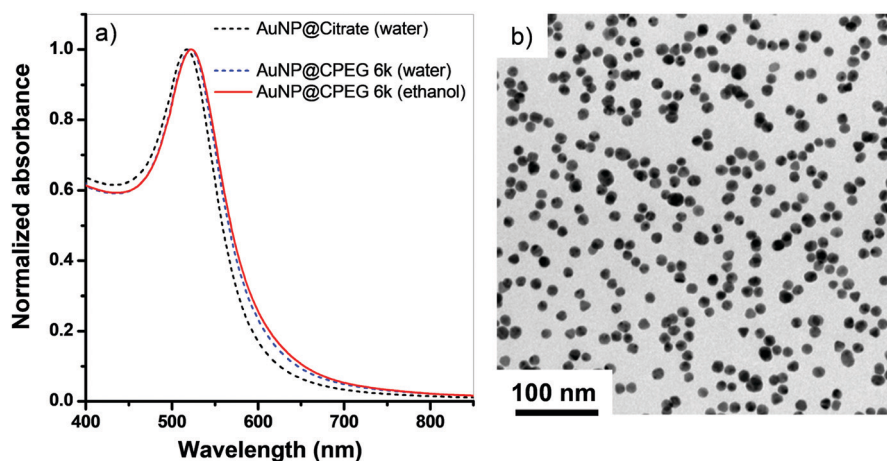 a)
AuNP@Citrate (water)
AuNP@CPEG 6k (water)
AuNP@CPEG 6k (ethanol)
Normalized absorbance
1.0
0.8
0.6
0.4
0.2
0.0
400 500 600 700 800
Wavelength (nm)
b)
100 nm